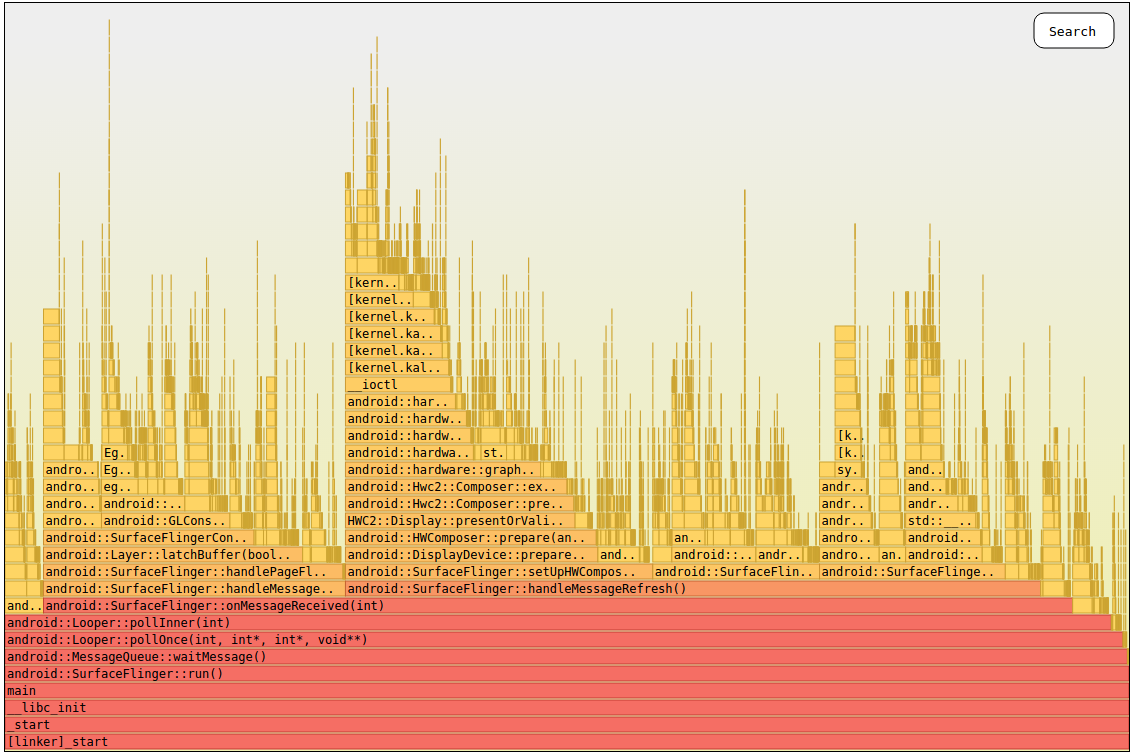 Search
[kern..
[kernel..
[kernel.k..
[kernel.ka..
[kernel.ka..
[kernel.kal..
__ioctl
android::har..
android::hardw..
android::hardw.. [k..
Eg.. android::hardwa.. st.. [k..
andro.. Eg.. android::hardware::graph.. sy.. and..
andro.. eg.. android::Hwc2::Composer::ex.. andr.. and..
andro.. android::.. android::Hwc2::Composer::pre.. andr.. andr..
andro.. android::GLCons.. HWC2::Display::presentOrVali.. andr.. std::__..
android::SurfaceFlingerCon.. android::HWComposer::prepare(an.. an.. andro.. android..
android::Layer::latchBuffer(bool.. android::DisplayDevice::prepare.. and.. android::.. andr.. andro.. an.. android:..
android::SurfaceFlinger::handlePageFl.. android::SurfaceFlinger::setUpHWCompos.. android::SurfaceFlin.. android::SurfaceFlinge..
android::SurfaceFlinger::handleMessage.. android::SurfaceFlinger::handleMessageRefresh()
and.. android::SurfaceFlinger::onMessageReceived(int)
android::Looper::pollInner(int)
android::Looper::pollOnce(int, int*, int*, void**)
android::MessageQueue::waitMessage()
android::SurfaceFlinger::run()
main
__libc_init
_start
[linker]_start